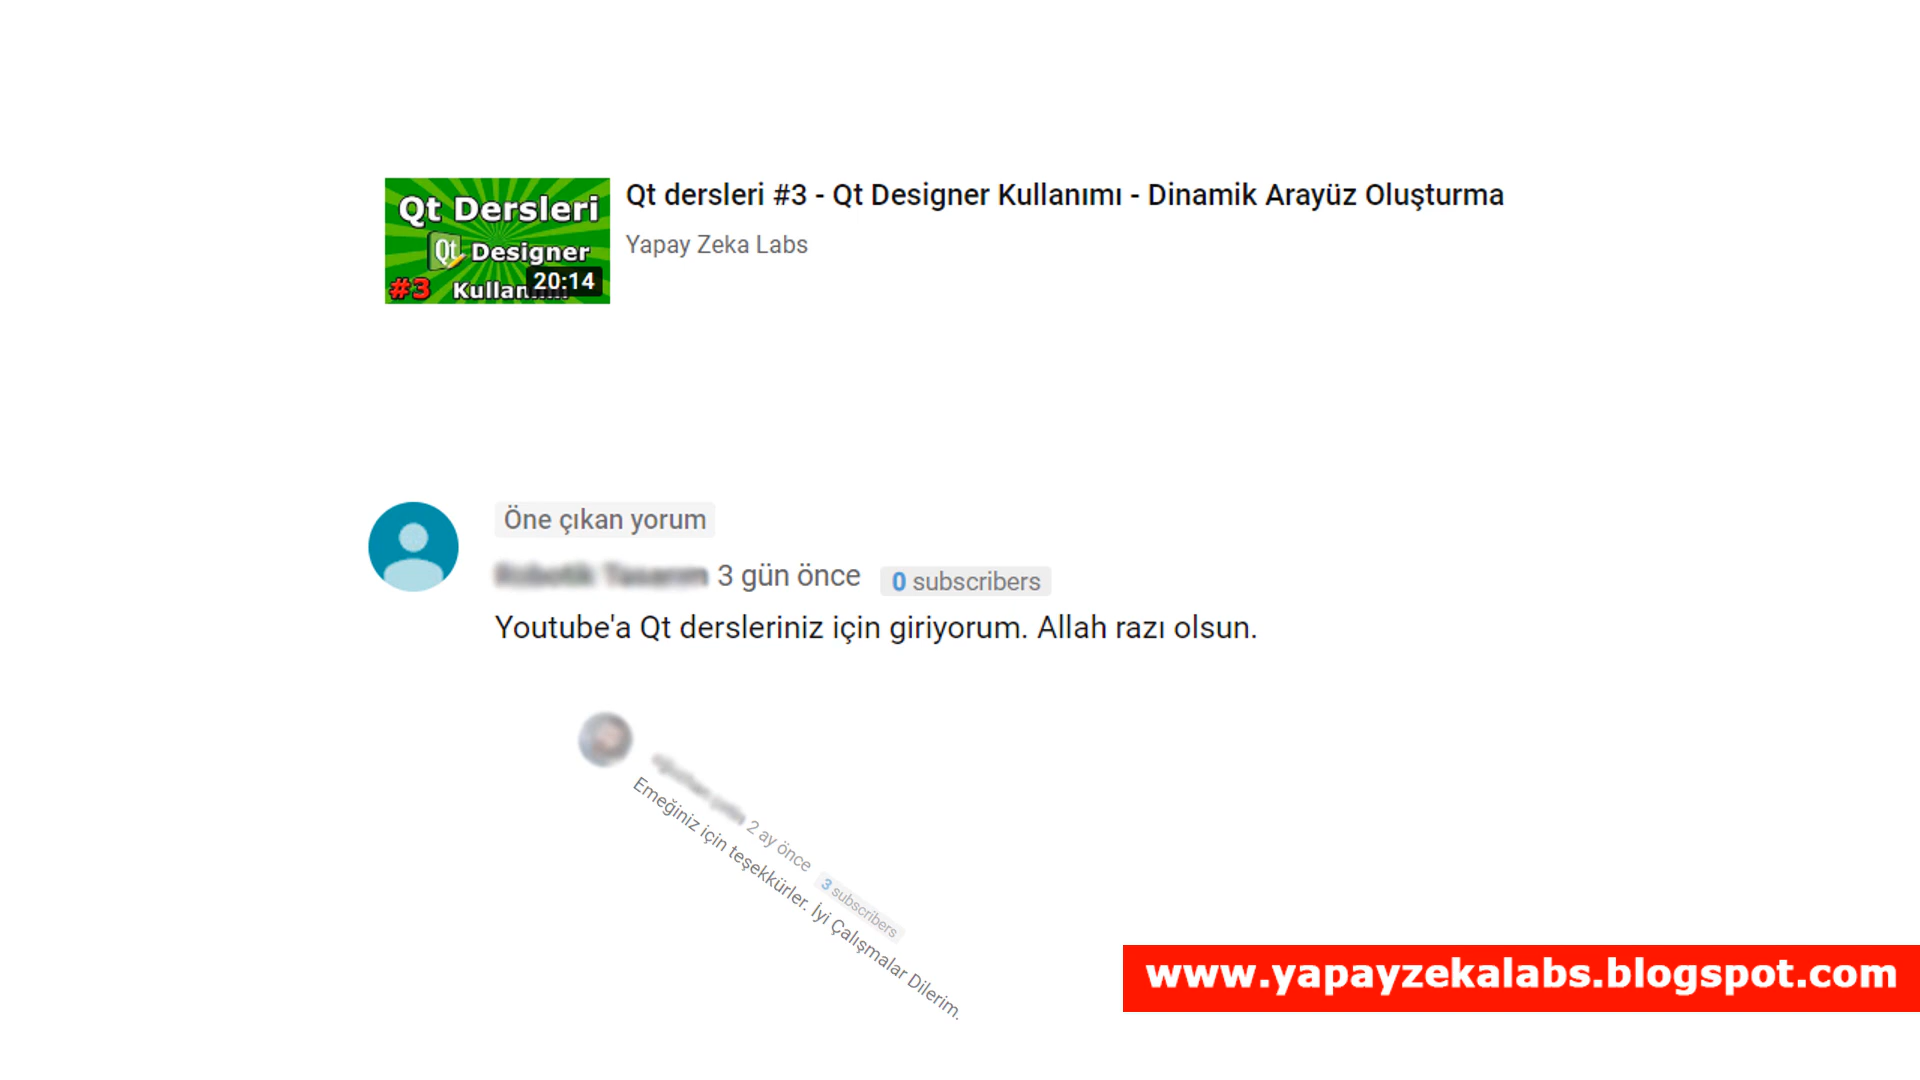 Qt Dersleri
Qt Designer
#3
20:14
Qt dersleri #3 - Qt Designer Kullanımı - Dinamik Arayüz Oluşturma
Yapay Zeka Labs
Öne çıkan yorum
3 gün önce 0 subscribers
Youtube'a Qt dersleriniz için giriyorum. Allah razı olsun.
2 ay önce 3 subscribers
Emeğiniz için teşekkürler. İyi Çalışmalar Dilerim.
www.yapayzekalabs.blogspot.com